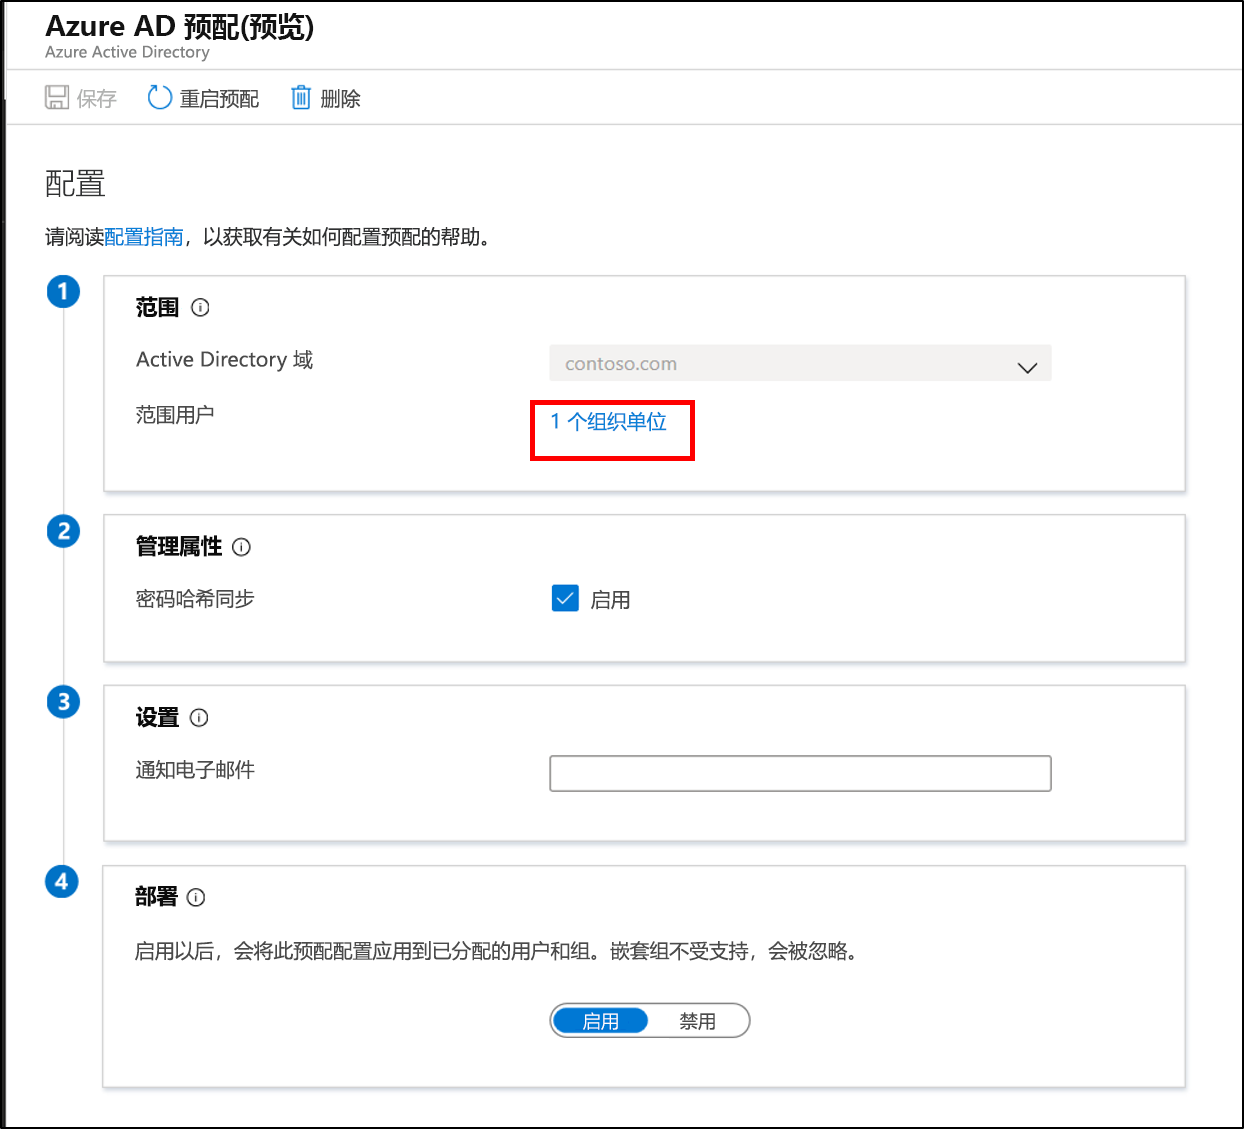 Azure AD 预配(预览)
Azure Active Directory
保存 重启预配 删除
配置
请阅读配置指南，以获取有关如何配置预配的帮助。
1
范围
Active Directory 域 contoso.com
范围用户 1 个组织单位
2
管理属性
密码哈希同步 启用
3
设置
通知电子邮件
4
部署
启用以后，会将此预配配置应用到已分配的用户和组。嵌套组不受支持，会被忽略。
启用 禁用